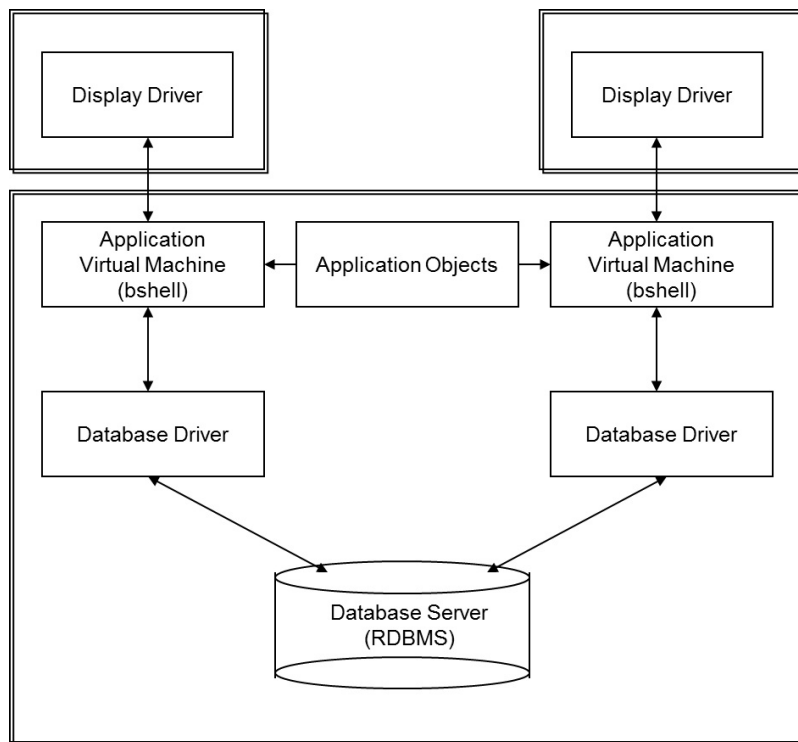 Display Driver
Display Driver
Application
Virtual Machine
(bshell)
Application Objects
Application
Virtual Machine
(bshell)
Database Driver
Database Driver
Database Server
(RDBMS)